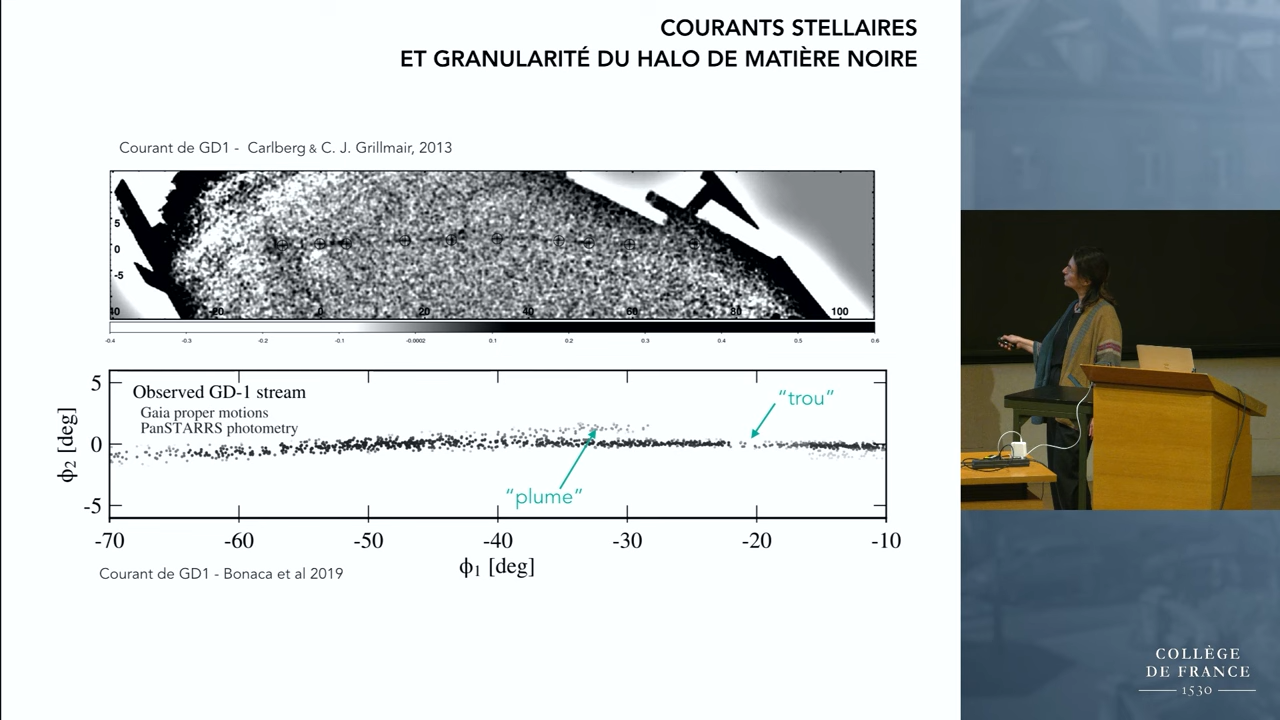 COURANTS STELLAIRES
ET GRANULARITÉ DU HALO DE MATIÈRE NOIRE
Courant de GD1 - Carlberg & C. J. Grillmair, 2013
5
0
-5
40 -20 0 20 40 60 80 100
-0.4 -0.3 -0.2 -0.1 -0.0002 0.1 0.2 0.3 0.4 0.5 0.6
Observed GD-1 stream
Gaia proper motions
PanSTARRS photometry
"trou"
"plume"
5
0
-5
ϕ2 [deg]
-70 -60 -50 -40 -30 -20 -10
ϕ1 [deg]
Courant de GD1 - Bonaca et al 2019
COLLÈGE
DE FRANCE
1530